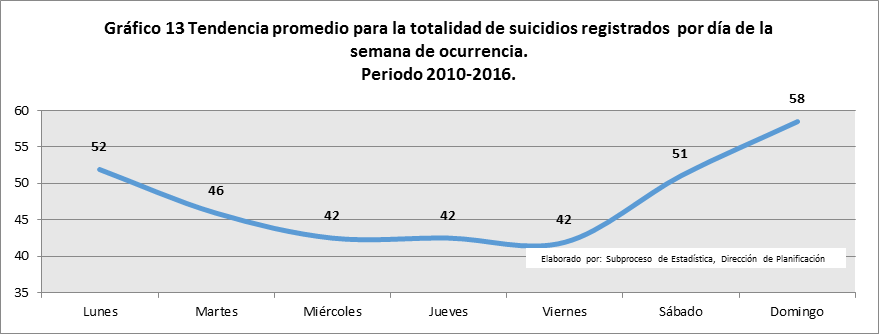 Gráfico 13 Tendencia promedio para la totalidad de suicidios registrados por día de la
semana de ocurrencia.
Periodo 2010-2016.
60
55
50
45
40
35
52
46
42
42
42
51
58
Elaborado por: Subproceso de Estadística, Dirección de Planificación
Lunes Martes Miércoles Jueves Viernes Sábado Domingo